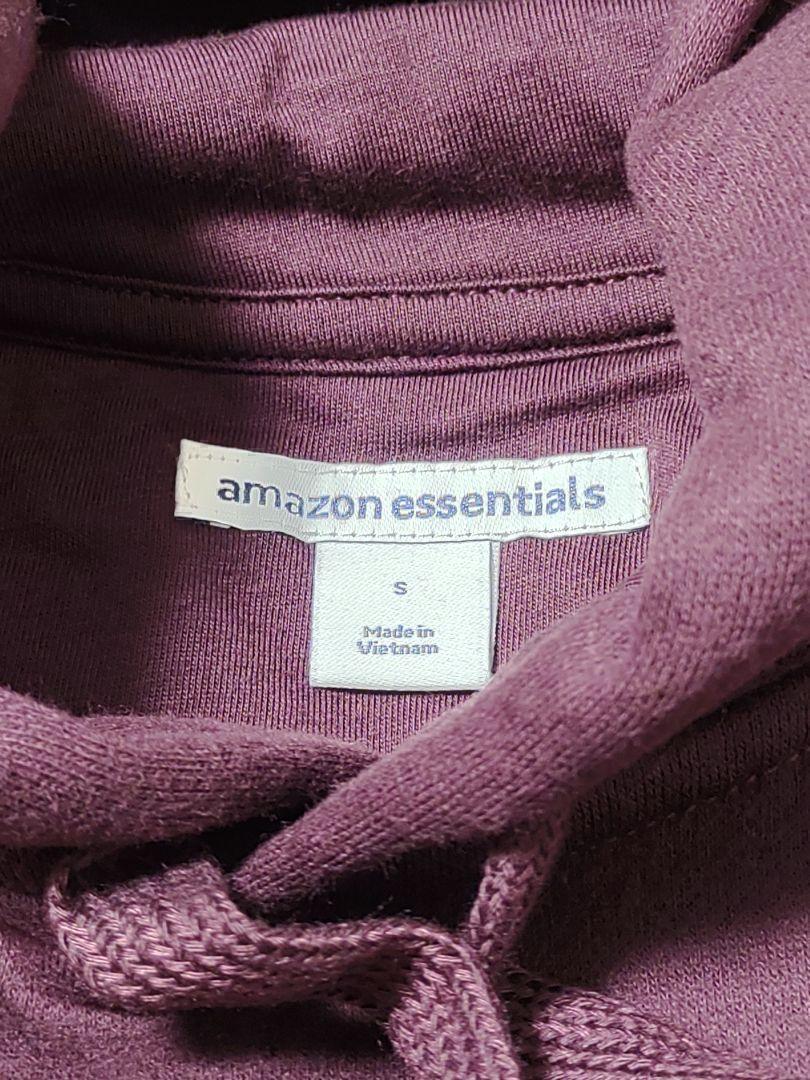 amazon essentials
S
Made in
Vietnam